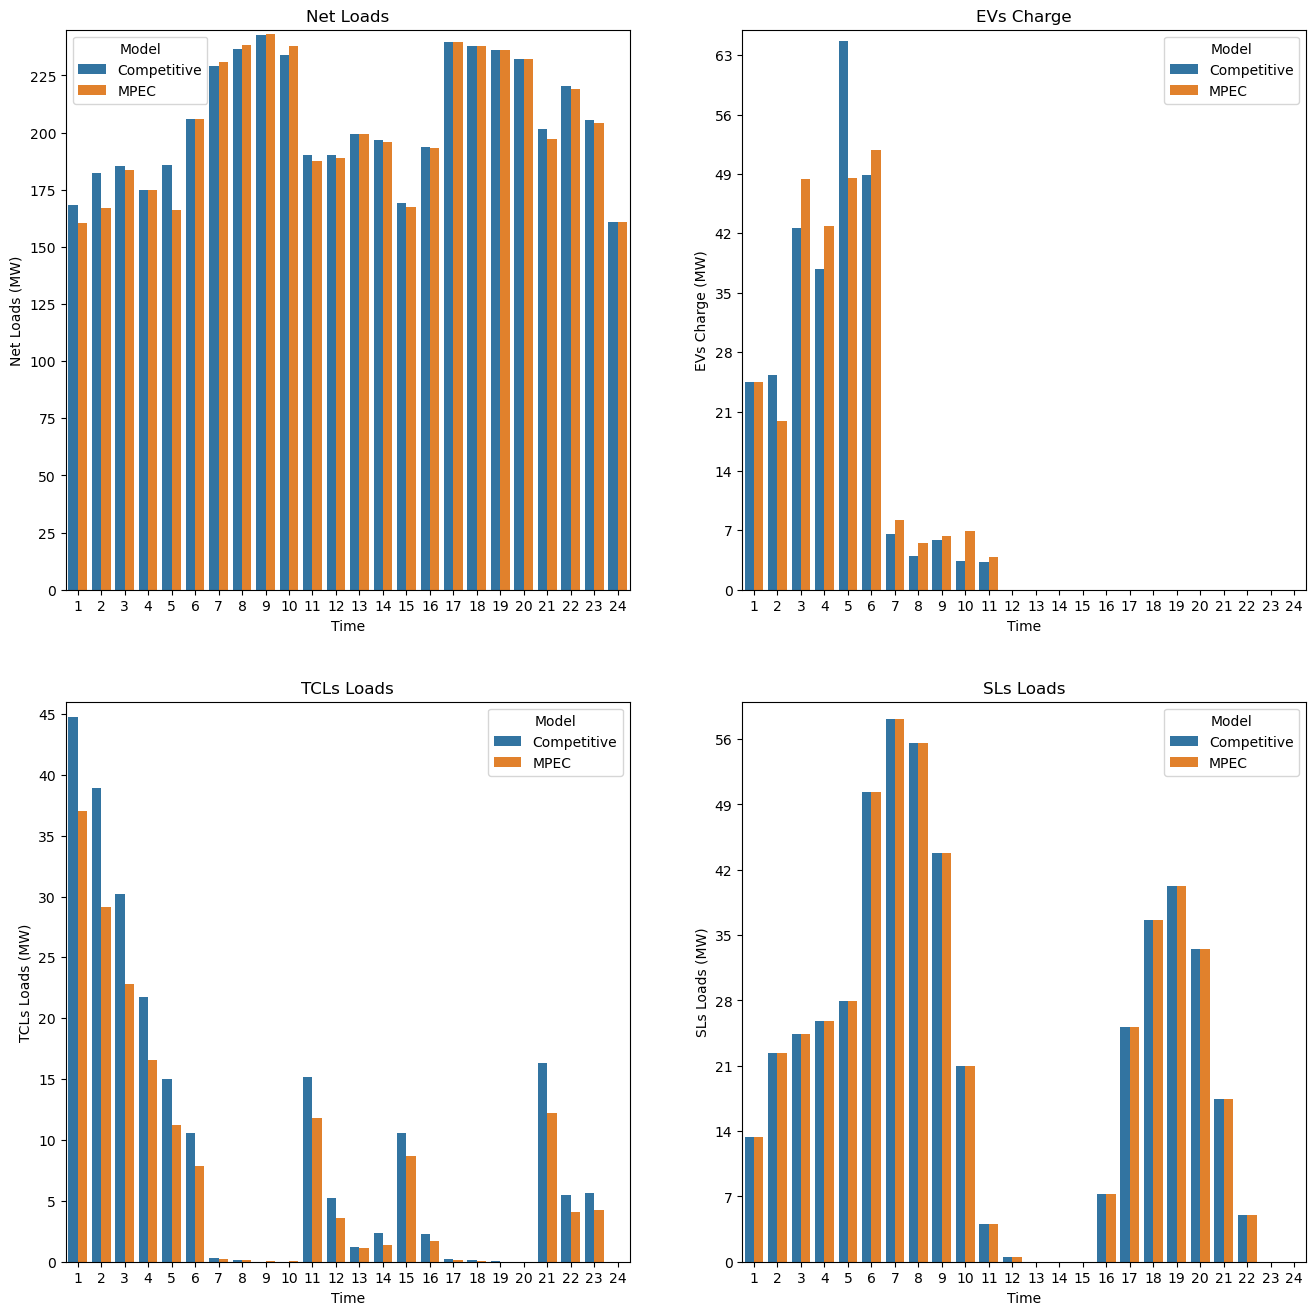 Net Loads
Model
Competitive
MPEC
Net Loads (MW)
225
200
175
150
125
100
75
50
25
0
1 2 3 4 5 6 7 8 9 10 11 12 13 14 15 16 17 18 19 20 21 22 23 24
Time
EVs Charge
Model
Competitive
MPEC
EVs Charge (MW)
63
56
49
42
35
28
21
14
7
0
1 2 3 4 5 6 7 8 9 10 11 12 13 14 15 16 17 18 19 20 21 22 23 24
Time
TCLs Loads
Model
Competitive
MPEC
TCLs Loads (MW)
45
40
35
30
25
20
15
10
5
0
1 2 3 4 5 6 7 8 9 10 11 12 13 14 15 16 17 18 19 20 21 22 23 24
Time
SLs Loads
Model
Competitive
MPEC
SLs Loads (MW)
56
49
42
35
28
21
14
7
0
1 2 3 4 5 6 7 8 9 10 11 12 13 14 15 16 17 18 19 20 21 22 23 24
Time